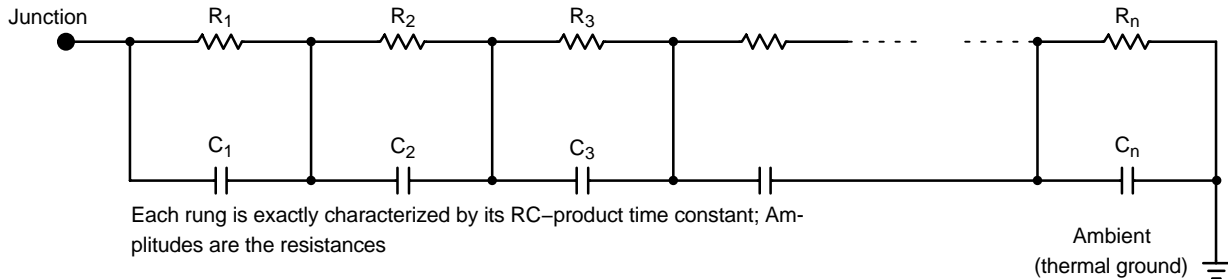 Junction
R1
R2
R3
Rn
C1
C2
C3
Cn
Each rung is exactly characterized by its RC−product time constant; Am-
plitudes are the resistances
Ambient
(thermal ground)